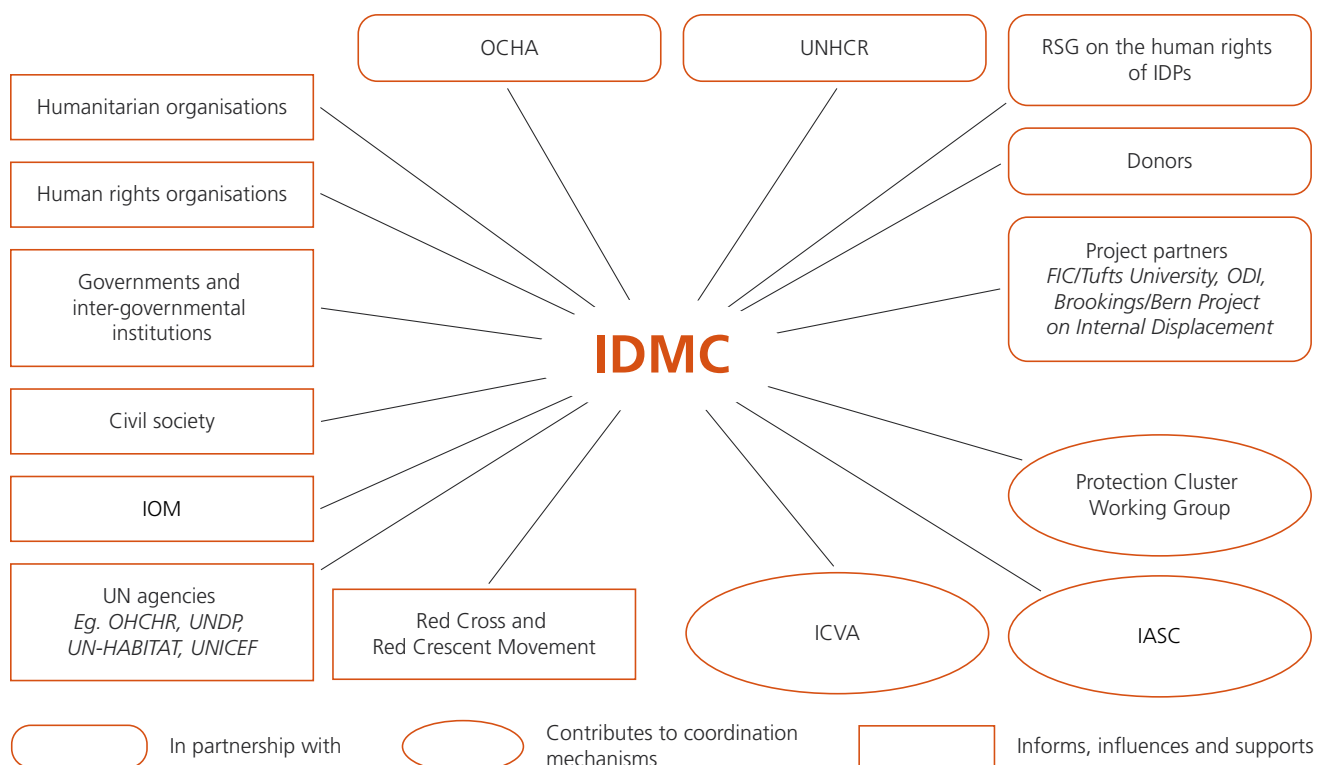 OCHA
UNHCR
RSG on the human rights
of IDPs
Humanitarian organisations
Donors
Human rights organisations
Project partners
FIC/Tufts University, ODI,
Brookings/Bern Project
on Internal Displacement
Governments and
inter-governmental
institutions
IDMC
Civil society
IOM
Protection Cluster
Working Group
UN agencies
Eg. OHCHR, UNDP,
UN-HABITAT, UNICEF
Red Cross and
Red Crescent Movement
ICVA
IASC
In partnership with
Contributes to coordination
mechanisms
Informs, influences and supports